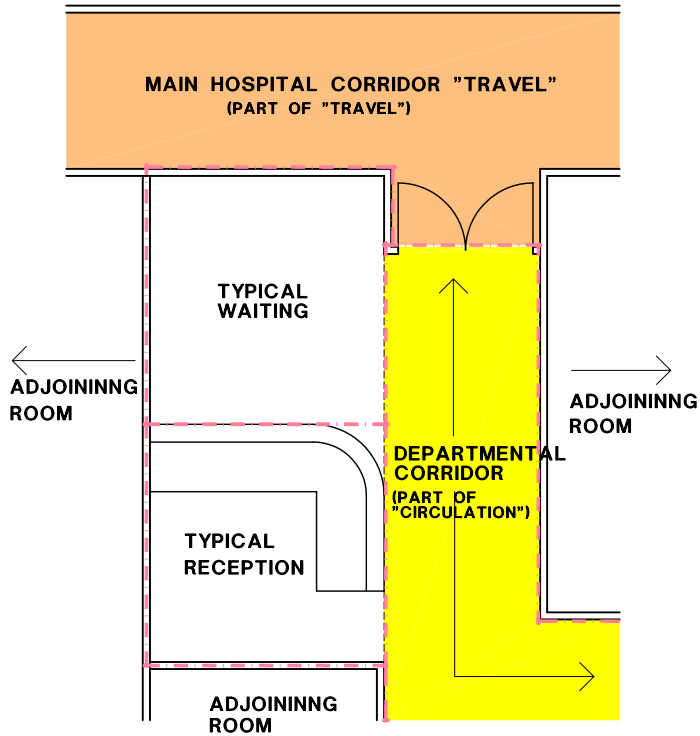 MAIN HOSPITAL CORRIDOR ”TRAVEL”
(PART OF ”TRAVEL”)
TYPICAL
WAITING
ADJOININNG
ROOM
ADJOININNG
ROOM
DEPARTMENTAL
CORRIDOR
(PART OF
”CIRCULATION”)
TYPICAL
RECEPTION
ADJOININNG
ROOM